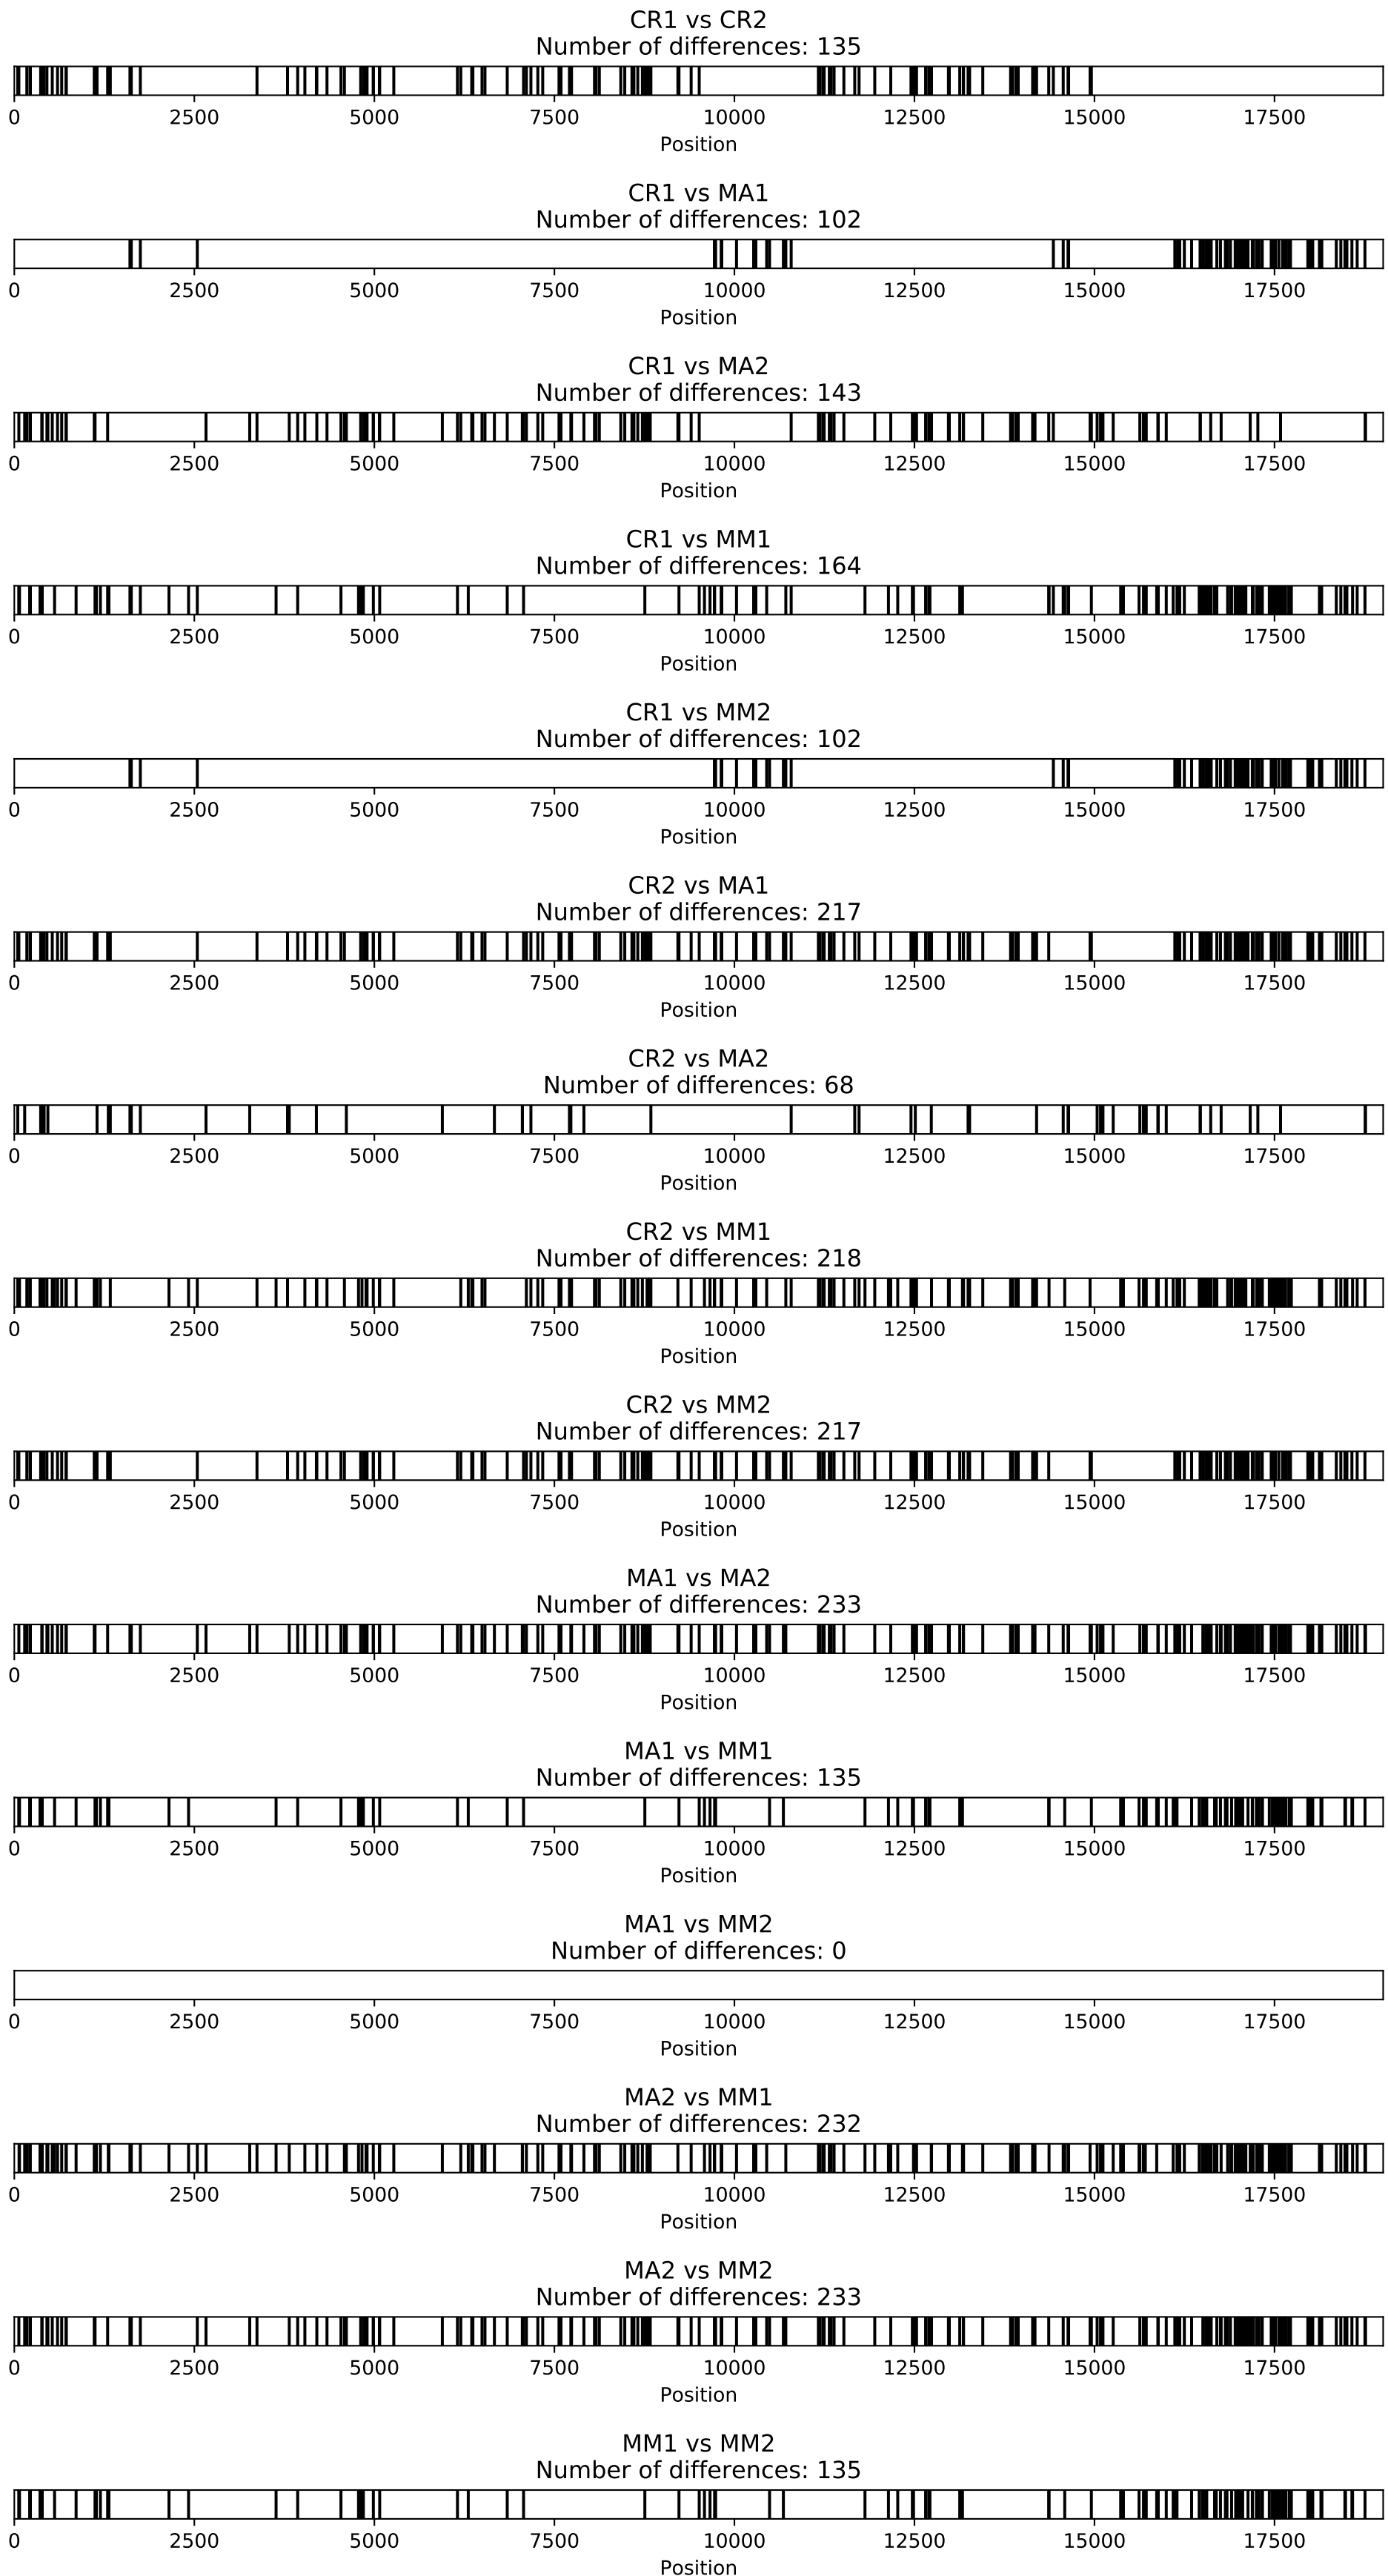 CR1 vs CR2
Number of differences: 135
0 2500 5000 7500 10000 12500 15000 17500
Position
CR1 vs MA1
Number of differences: 102
0 2500 5000 7500 10000 12500 15000 17500
Position
CR1 vs MA2
Number of differences: 143
0 2500 5000 7500 10000 12500 15000 17500
Position
CR1 vs MM1
Number of differences: 164
0 2500 5000 7500 10000 12500 15000 17500
Position
CR1 vs MM2
Number of differences: 102
0 2500 5000 7500 10000 12500 15000 17500
Position
CR2 vs MA1
Number of differences: 217
0 2500 5000 7500 10000 12500 15000 17500
Position
CR2 vs MA2
Number of differences: 68
0 2500 5000 7500 10000 12500 15000 17500
Position
CR2 vs MM1
Number of differences: 218
0 2500 5000 7500 10000 12500 15000 17500
Position
CR2 vs MM2
Number of differences: 217
0 2500 5000 7500 10000 12500 15000 17500
Position
MA1 vs MA2
Number of differences: 233
0 2500 5000 7500 10000 12500 15000 17500
Position
MA1 vs MM1
Number of differences: 135
0 2500 5000 7500 10000 12500 15000 17500
Position
MA1 vs MM2
Number of differences: 0
0 2500 5000 7500 10000 12500 15000 17500
Position
MA2 vs MM1
Number of differences: 232
0 2500 5000 7500 10000 12500 15000 17500
Position
MA2 vs MM2
Number of differences: 233
0 2500 5000 7500 10000 12500 15000 17500
Position
MM1 vs MM2
Number of differences: 135
0 2500 5000 7500 10000 12500 15000 17500
Position